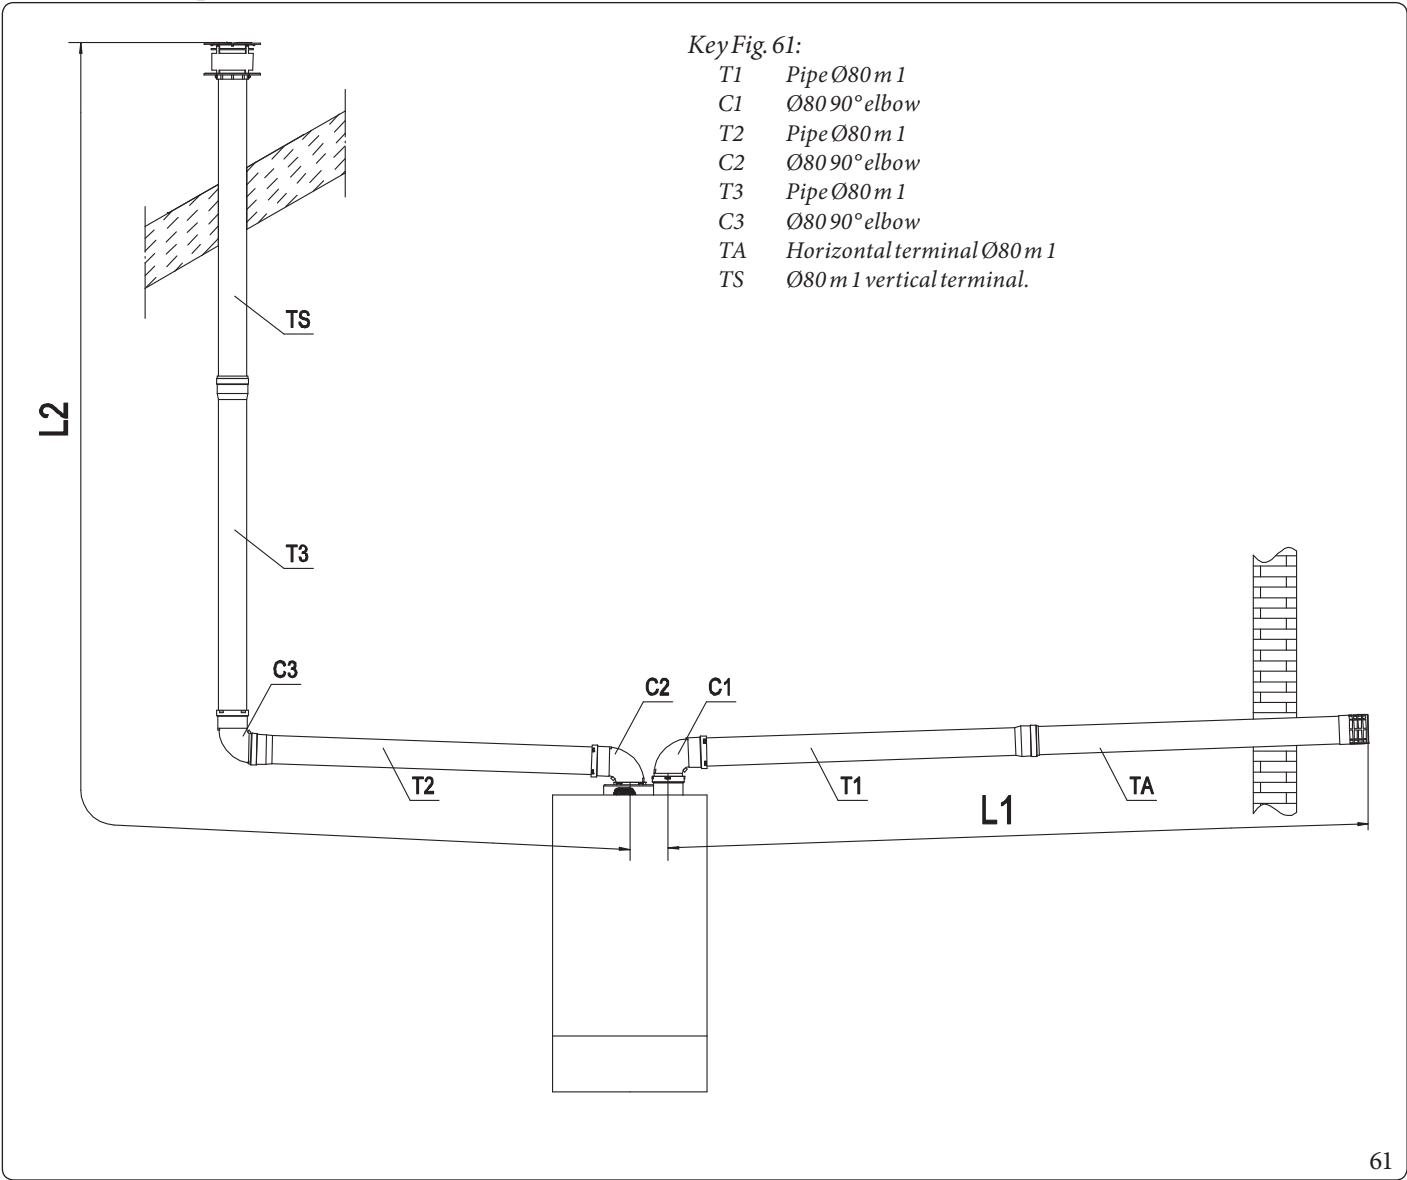 Key Fig. 61:
T1 Pipe Ø80 m 1
C1 Ø80 90° elbow
T2 Pipe Ø80 m 1
C2 Ø80 90° elbow
T3 Pipe Ø80 m 1
C3 Ø80 90° elbow
TA Horizontal terminal Ø80 m 1
TS Ø80 m 1 vertical terminal.
TS
L2
T3
C3
C2
C1
T2
T1
TA
L1
61